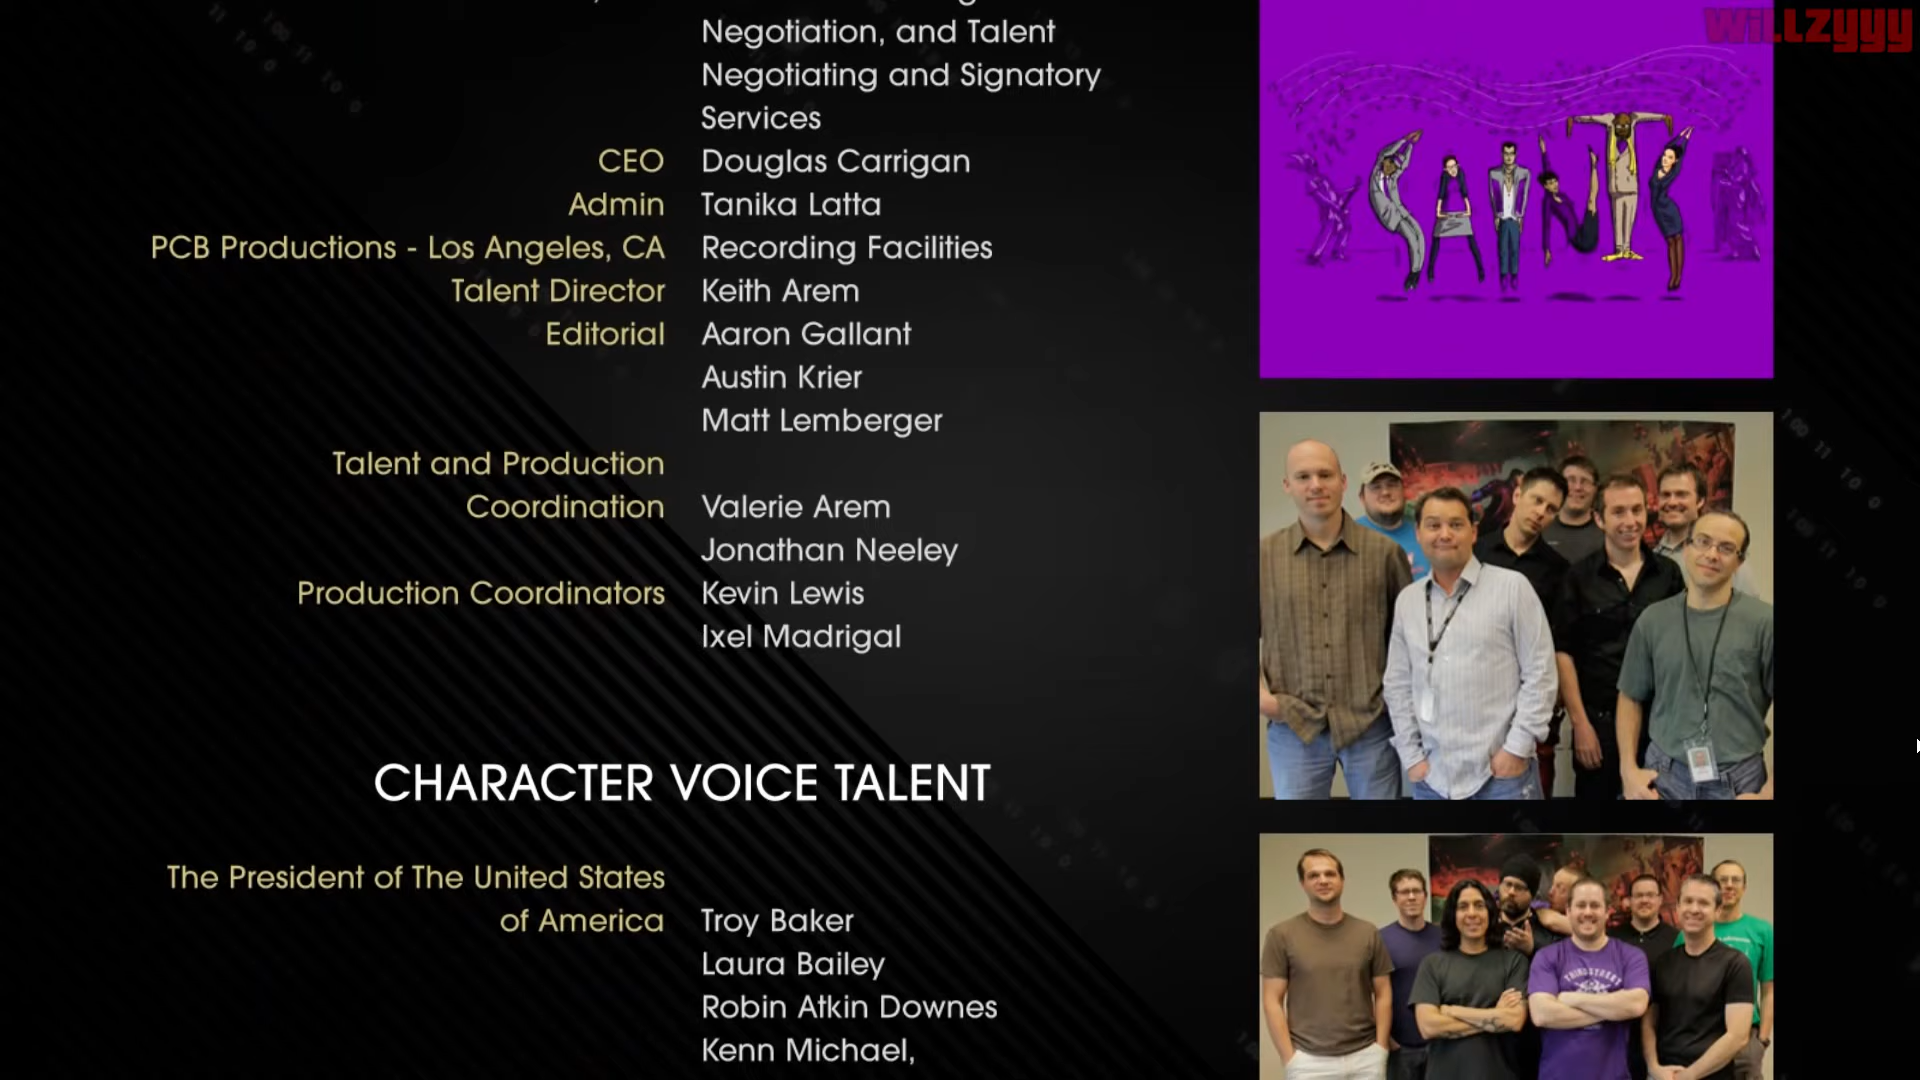 WiLLZyyy
Negotiation, and Talent
Negotiating and Signatory
Services
CEO Douglas Carrigan
Admin Tanika Latta
PCB Productions - Los Angeles, CA Recording Facilities
Talent Director Keith Arem
Editorial Aaron Gallant
Austin Krier
Matt Lemberger
Talent and Production
Coordination Valerie Arem
Jonathan Neeley
Production Coordinators Kevin Lewis
Ixel Madrigal
CHARACTER VOICE TALENT
The President of The United States
of America Troy Baker
Laura Bailey
Robin Atkin Downes
Kenn Michael,